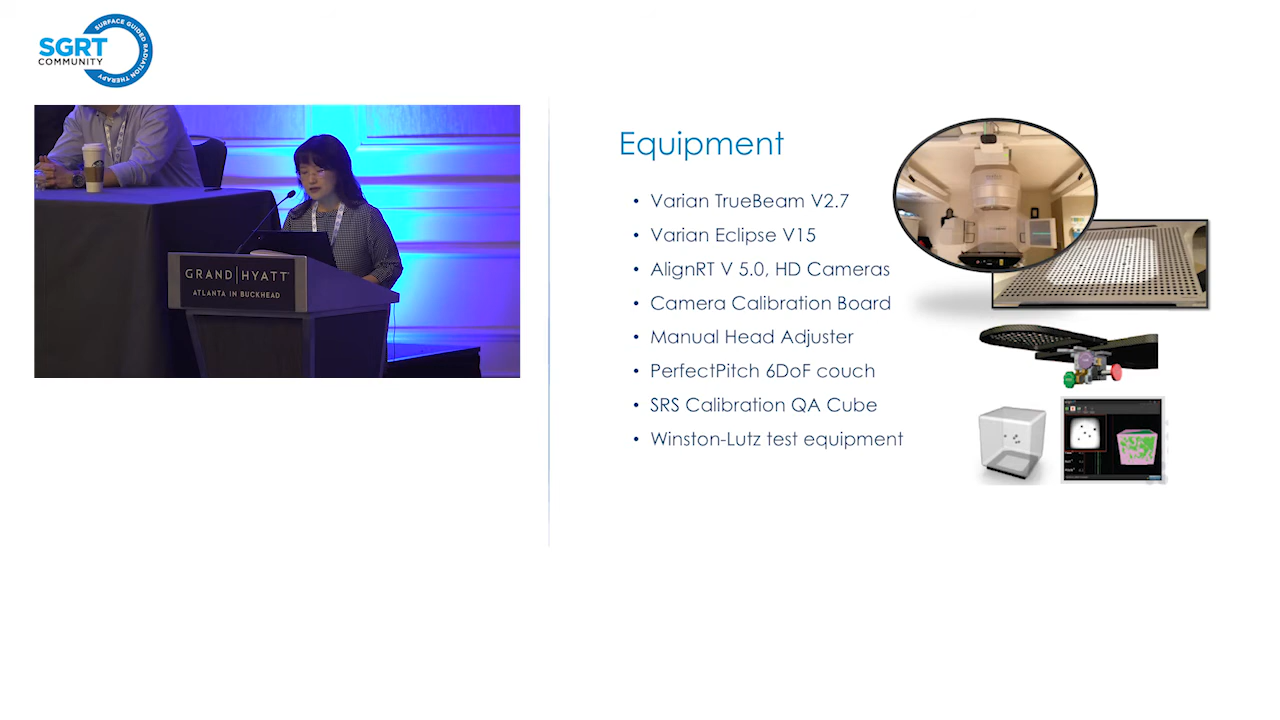 SURFACE GUIDED RADIATION THERAPY
SGRT
COMMUNITY
GRAND|HYATT
ATLANTA IN BUCKHEAD
Equipment
• Varian TrueBeam V2.7
• Varian Eclipse V15
• AlignRT V 5.0, HD Cameras
• Camera Calibration Board
• Manual Head Adjuster
• PerfectPitch 6DoF couch
• SRS Calibration QA Cube
• Winston-Lutz test equipment